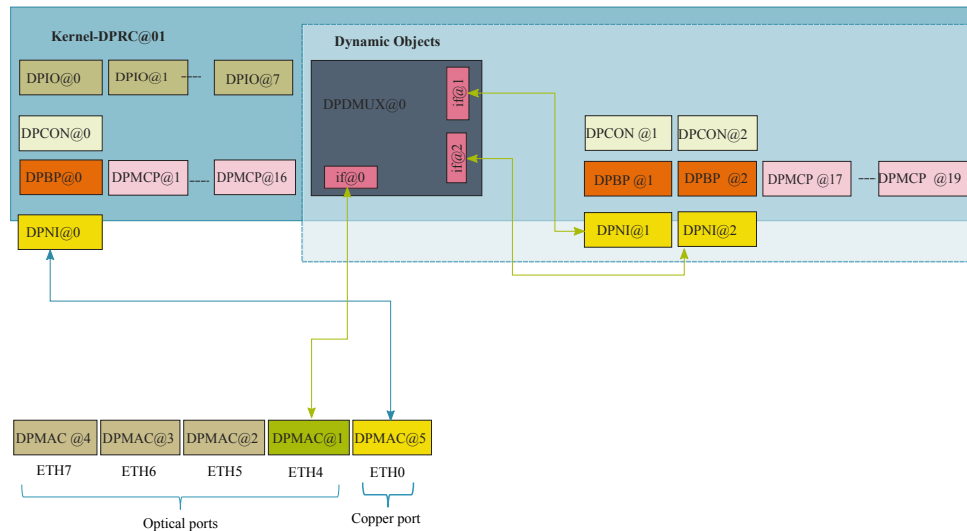 Kernel-DPRC@01
Dynamic Objects
DPIO@0
DPIO@1
----
DPIO@7
DPDMUX@0
if@1
if@2
if@0
DPCON@0
DPCON @1
DPCON@2
DPBP@0
DPMCP@1
----
DPMCP@16
DPBP @1
DPBP @2
DPMCP @17
---
DPMCP @19
DPNI@0
DPNI@1
DPNI@2
DPMAC @4
DPMAC@3
DPMAC@2
DPMAC@1
DPMAC@5
ETH7
ETH6
ETH5
ETH4
ETH0
Optical ports
Copper port